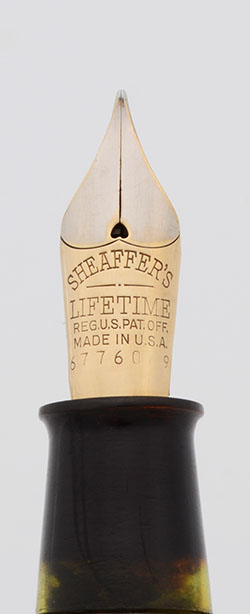 SHEAFFER'S
LIFETIME
REG.U.S.PAT.OFF.
MADE IN U.S.A.